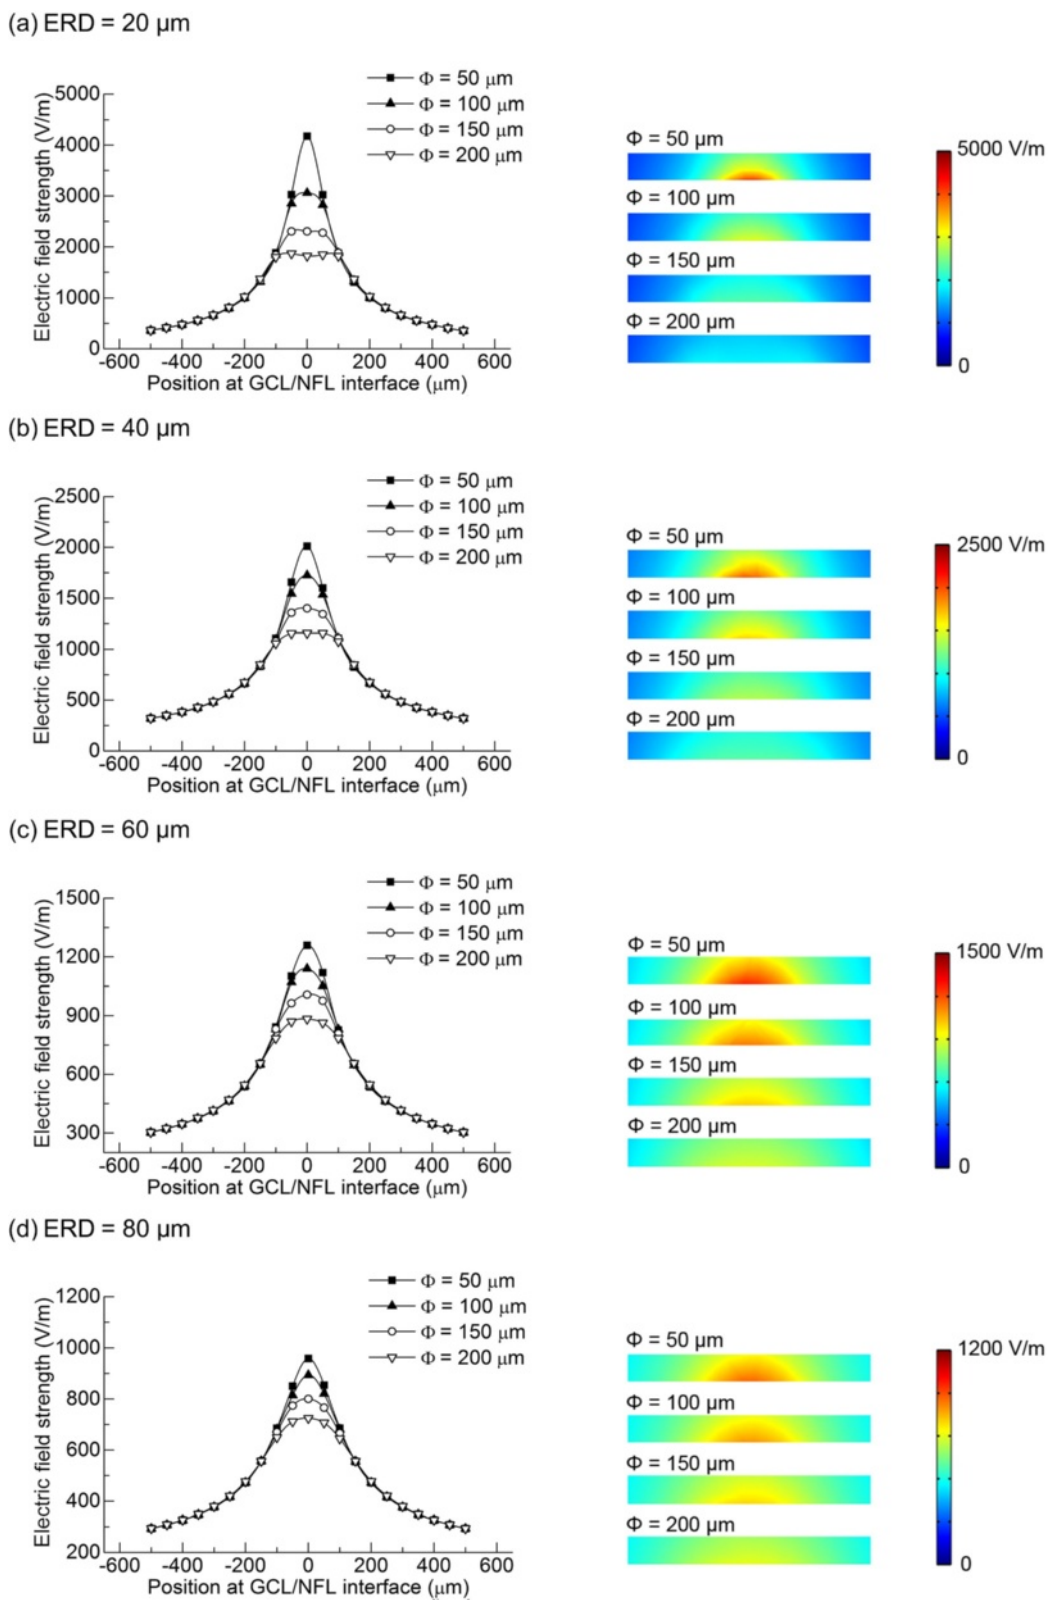 (a) ERD = 20 µm
Φ = 50 µm
Φ = 100 µm
Φ = 150 µm
Φ = 200 µm
Electric field strength (V/m)
5000
4000
3000
2000
1000
0
-600 -400 -200 0 200 400 600
Position at GCL/NFL interface (µm)
Φ = 50 µm
Φ = 100 µm
Φ = 150 µm
Φ = 200 µm
5000 V/m
0
(b) ERD = 40 µm
Φ = 50 µm
Φ = 100 µm
Φ = 150 µm
Φ = 200 µm
Electric field strength (V/m)
2500
2000
1500
1000
500
0
-600 -400 -200 0 200 400 600
Position at GCL/NFL interface (µm)
Φ = 50 µm
Φ = 100 µm
Φ = 150 µm
Φ = 200 µm
2500 V/m
0
(c) ERD = 60 µm
Φ = 50 µm
Φ = 100 µm
Φ = 150 µm
Φ = 200 µm
Electric field strength (V/m)
1500
1200
900
600
300
-600 -400 -200 0 200 400 600
Position at GCL/NFL interface (µm)
Φ = 50 µm
Φ = 100 µm
Φ = 150 µm
Φ = 200 µm
1500 V/m
0
(d) ERD = 80 µm
Φ = 50 µm
Φ = 100 µm
Φ = 150 µm
Φ = 200 µm
Electric field strength (V/m)
1200
1000
800
600
400
200
-600 -400 -200 0 200 400 600
Position at GCL/NFL interface (µm)
Φ = 50 µm
Φ = 100 µm
Φ = 150 µm
Φ = 200 µm
1200 V/m
0